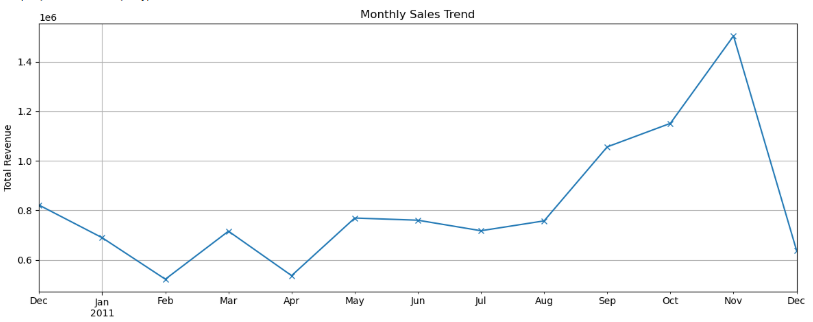 1e6
Monthly Sales Trend
Total Revenue
1.4
1.2
1.0
0.8
0.6
Dec Jan Feb Mar Apr May Jun Jul Aug Sep Oct Nov Dec
2011